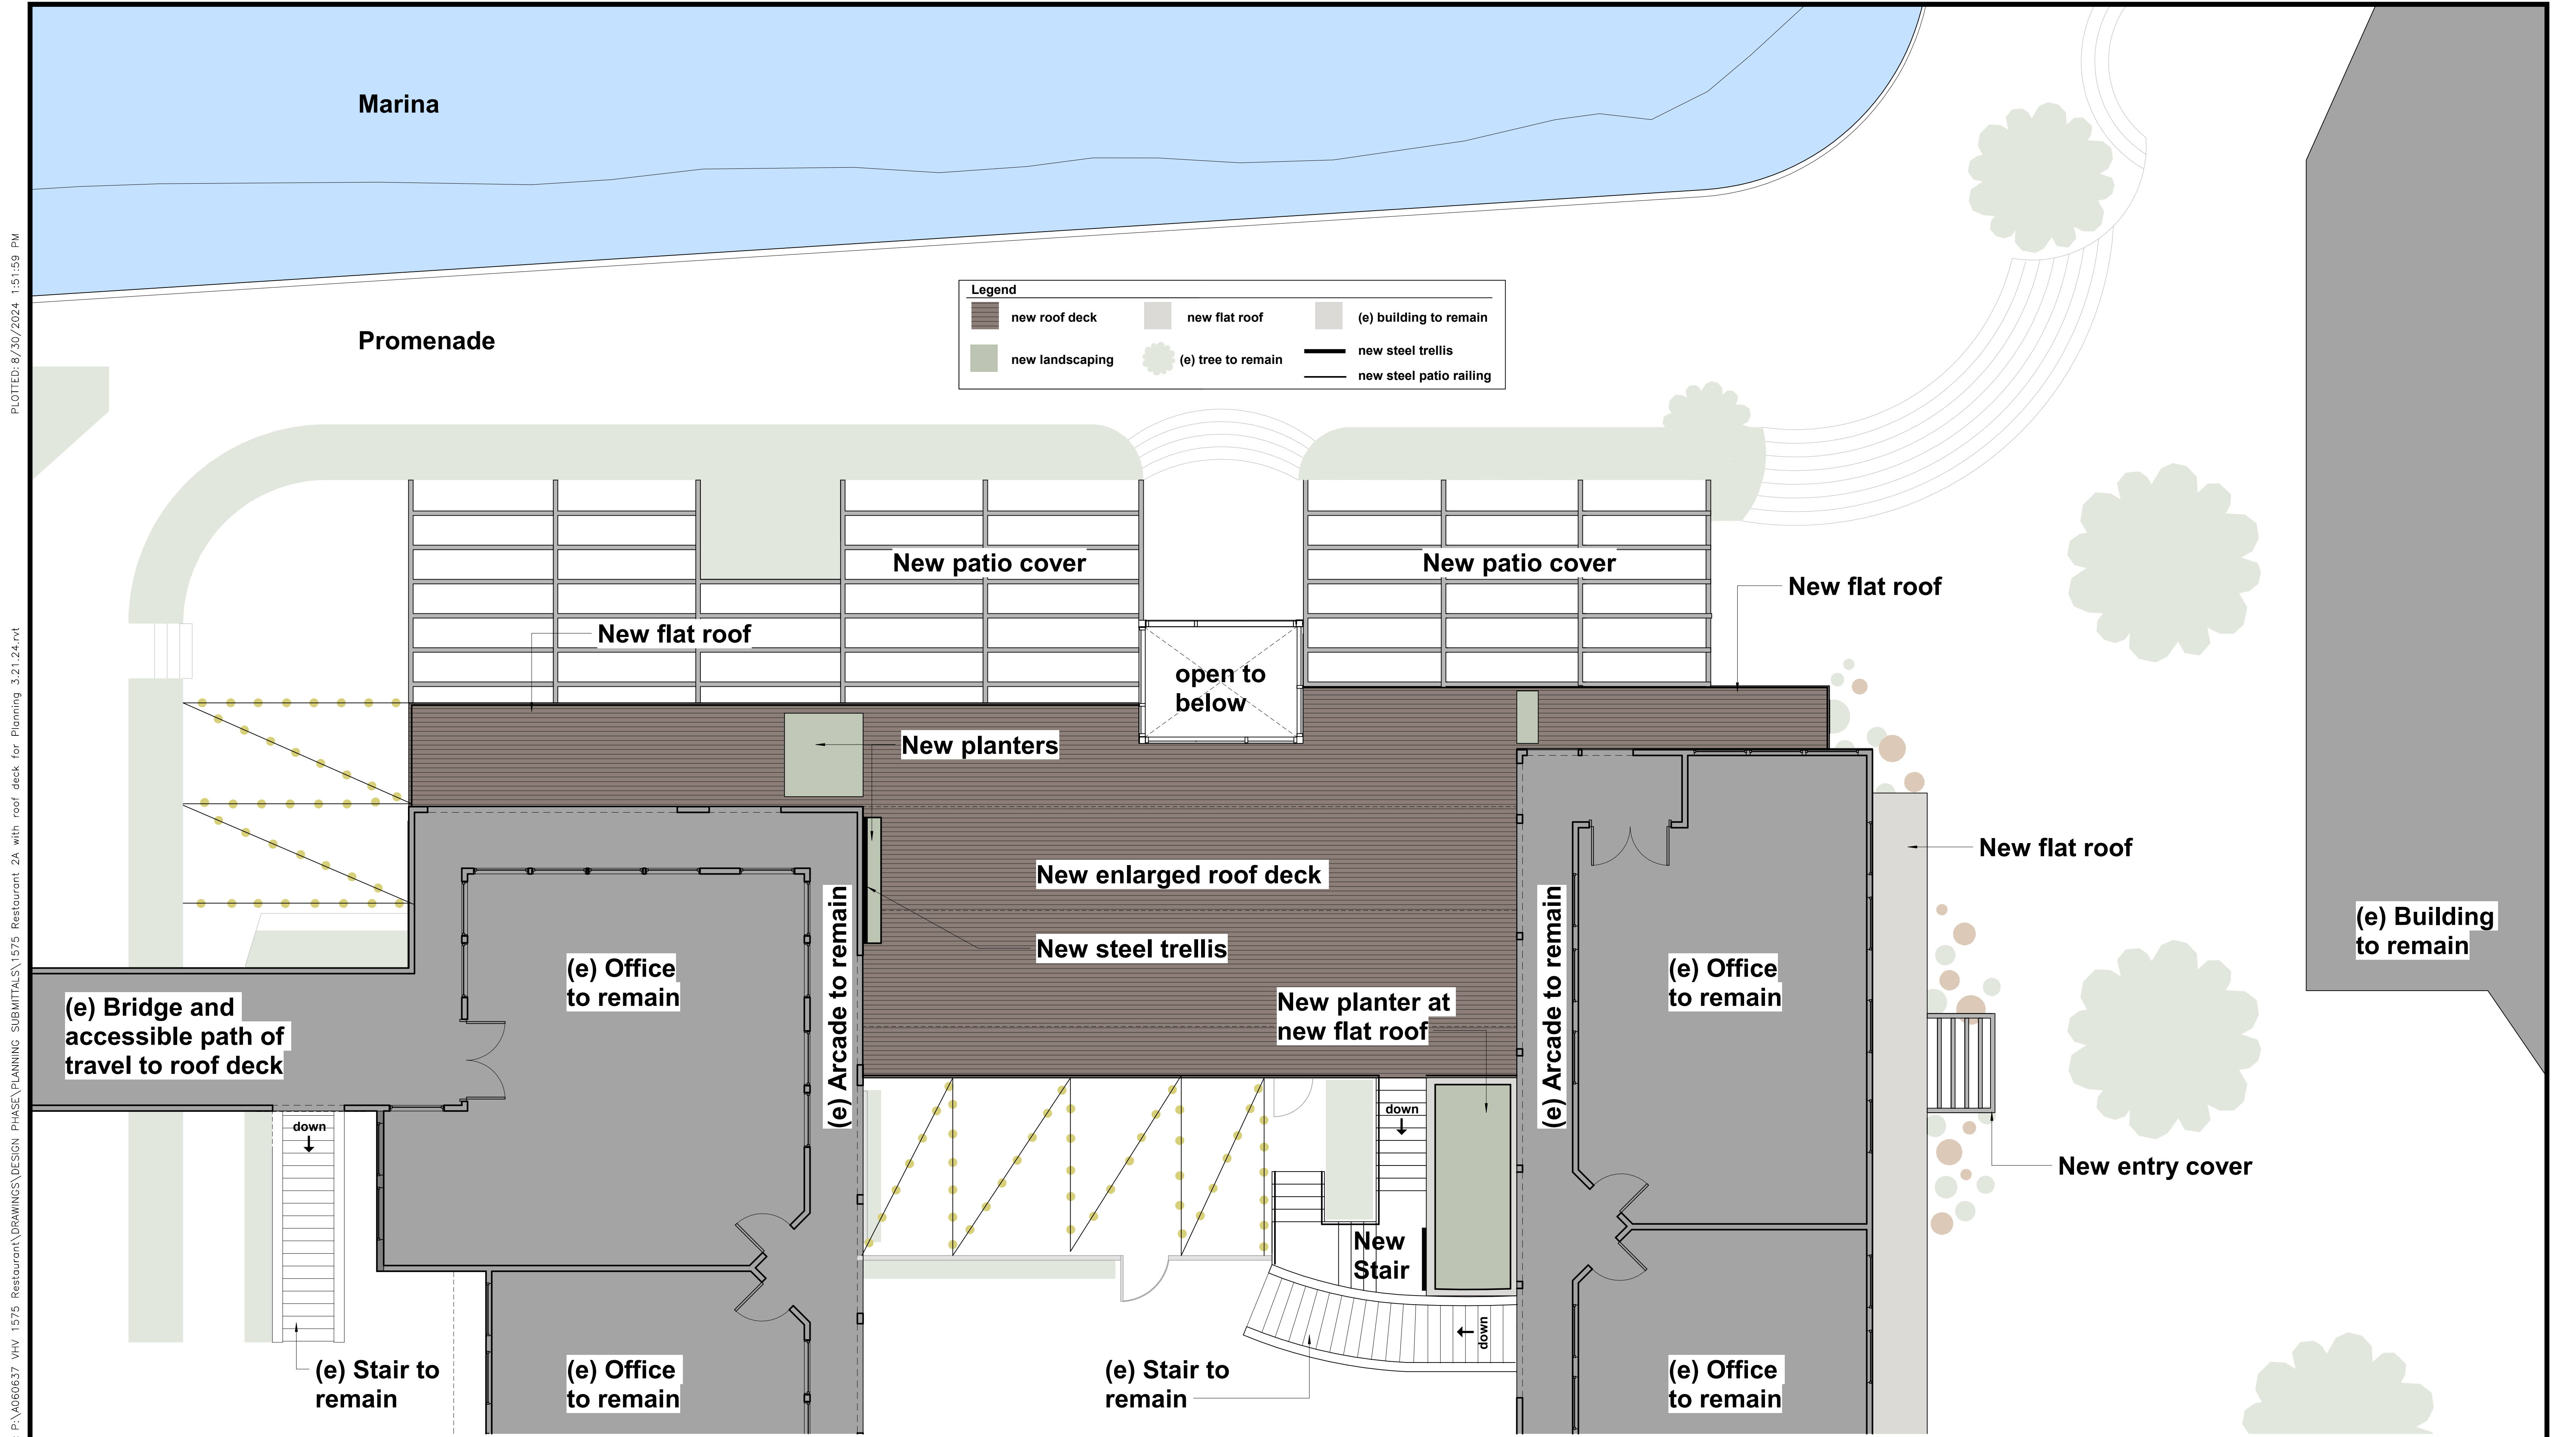 PLOTTED: 8/30/2024 1:51:59 PM
P:\A060637 VHV 1575 Restaurant\DRAWINGS\DESIGN PHASE\PLANNING SUBMITTALS\1575 Restaurant 2A with roof deck for Planning 3.21.24.rvt
Marina
Promenade
Legend
new roof deck
new flat roof
(e) building to remain
new landscaping
(e) tree to remain
new steel trellis
new steel patio railing
New patio cover
New patio cover
New flat roof
New flat roof
open to
below
New planters
New flat roof
New enlarged roof deck
(e) Arcade to remain
(e) Arcade to remain
(e) Building
to remain
New steel trellis
(e) Office
to remain
(e) Office
to remain
(e) Bridge and
accessible path of
travel to roof deck
New planter at
new flat roof
down
down
New entry cover
New
Stair
down
(e) Stair to
remain
(e) Office
to remain
(e) Stair to
remain
(e) Office
to remain